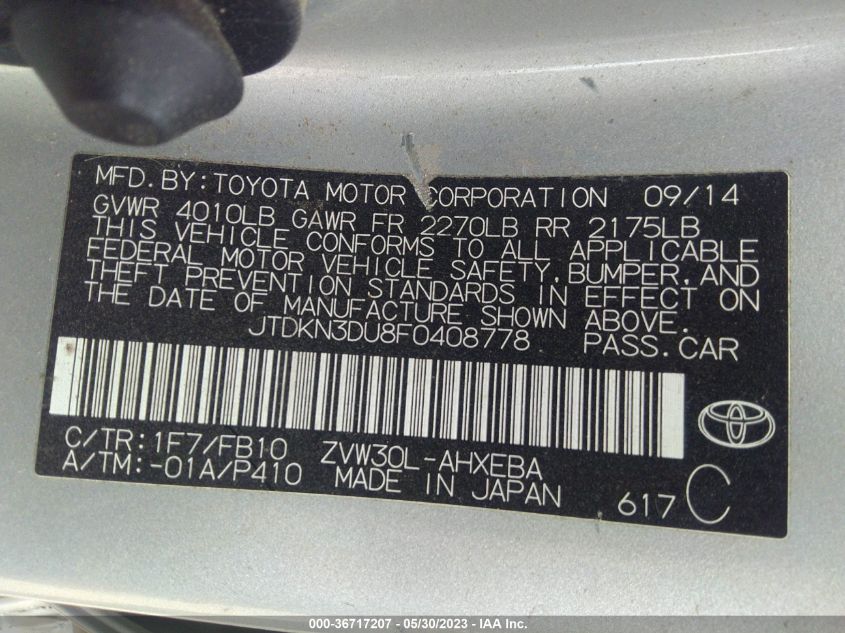 MFD.BY:TOYOTA MOTOR CORPORATION 09/14
GVWR 4010LB GAWR FR 2270LB RR 2175LB
THIS VEHICLE CONFORMS TO ALL APPLICABLE
FEDERAL MOTOR VEHICLE SAFETY,BUMPER,AND
THEFT PREVENTION STANDARDS IN EFFECT ON
THE DATE OF MANUFACTURE SHOWN ABOVE.
JTDKN3DU8F0408778 PASS.CAR
C/TR:1F7/FB10 ZVW30L-AHXEBA
A/TM:-01A/P410 MADE IN JAPAN 617 C
000-36717207 - 05/30/2023 - IAA Inc.